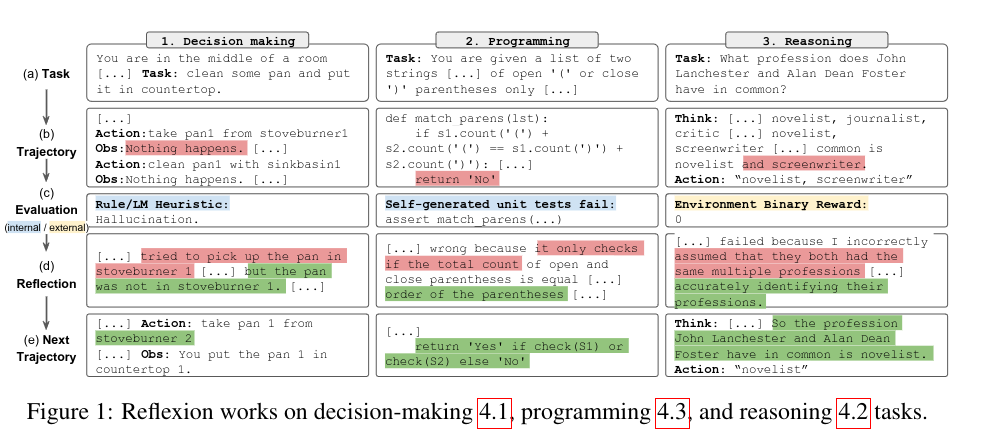 1. Decision making
2. Programming
3. Reasoning
(a) Task
You are in the middle of a room
[...] Task: clean some pan and put
it in countertop.
Task: You are given a list of two
strings [...] of open '(' or close
')' parentheses only [...]
Task: What profession does John
Lanchester and Alan Dean Foster
have in common?
(b)
Trajectory
[...]
Action:take pan1 from stoveburner1
Obs:Nothing happens. [...]
Action:clean pan1 with sinkbasin1
Obs:Nothing happens. [...]
def match_parens(lst):
if s1.count('(') +
s2.count('(') == s1.count(')') +
s2.count(')'): [...]
return 'No'
Think: [...] novelist, journalist,
critic [...] novelist,
screenwriter [...] common is
novelist and screenwriter.
Action: “novelist, screenwriter”
(c)
Evaluation
(internal / external)
Rule/LM Heuristic:
Hallucination.
Self-generated unit tests fail:
assert match_parens(...)
Environment Binary Reward:
0
(d)
Reflection
[...] tried to pick up the pan in
stoveburner 1 [...] but the pan
was not in stoveburner 1. [...]
[...] wrong because it only checks
if the total count of open and
close parentheses is equal [...]
order of the parentheses [...]
[...] failed because I incorrectly
assumed that they both had the
same multiple professions [...]
accurately identifying their
professions.
(e) Next
Trajectory
[...] Action: take pan 1 from
stoveburner 2
[...] Obs: You put the pan 1 in
countertop 1.
[...]
return 'Yes' if check(S1) or
check(S2) else 'No'
Think: [...] So the profession
John Lanchester and Alan Dean
Foster have in common is novelist.
Action: “novelist”
Figure 1: Reflexion works on decision-making 4.1, programming 4.3, and reasoning 4.2 tasks.